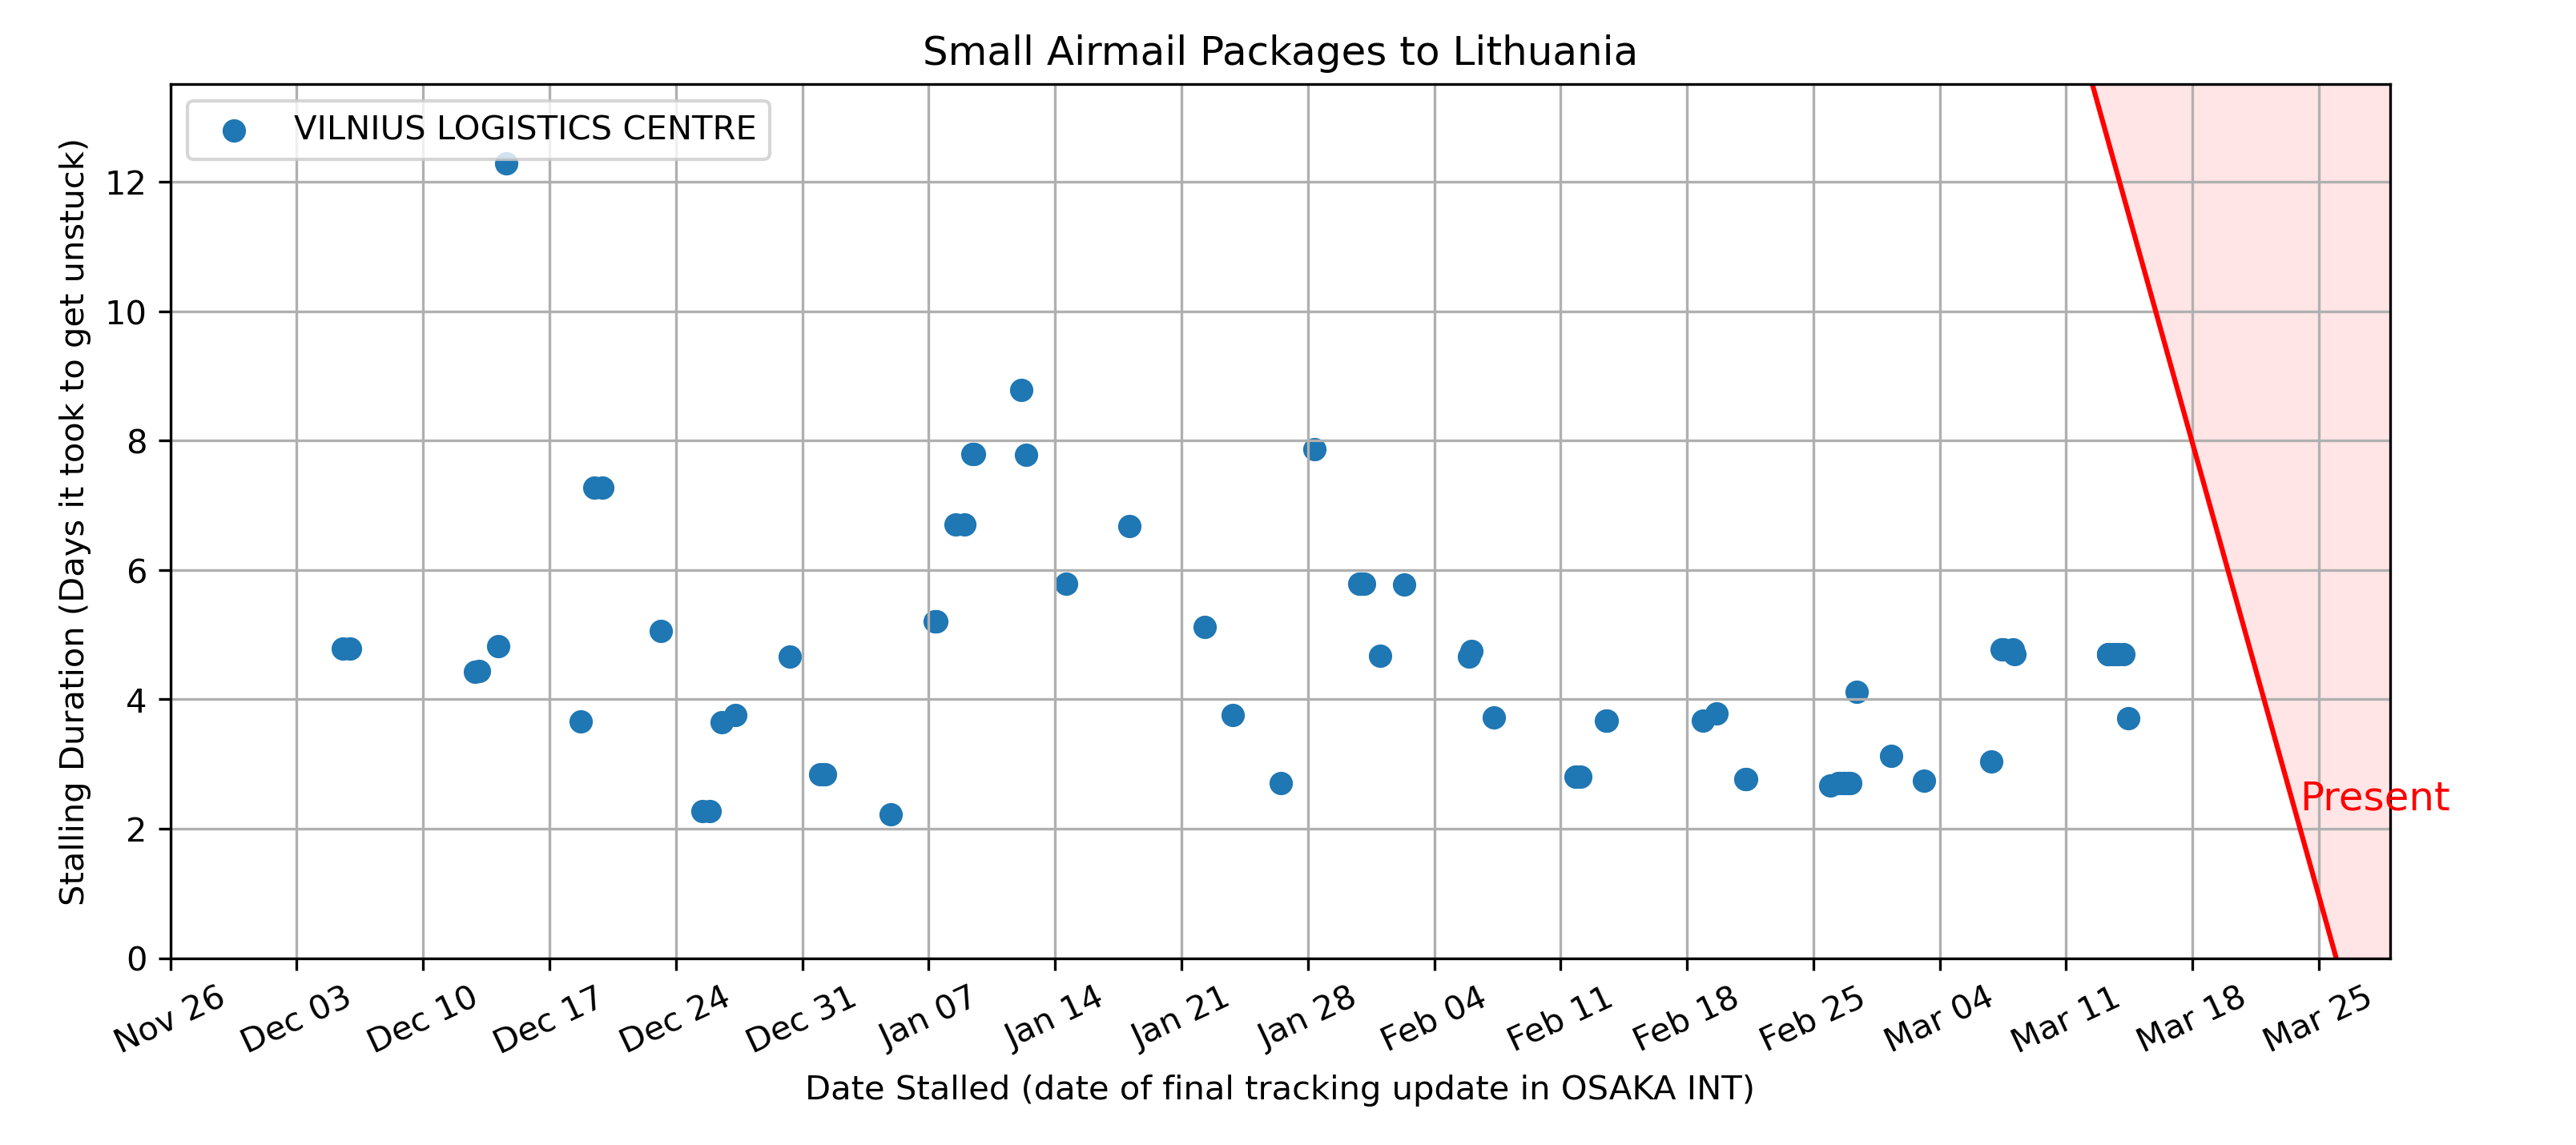 Small Airmail Packages to Lithuania
VILNIUS LOGISTICS CENTRE
Stalling Duration (Days it took to get unstuck)
12
10
8
6
4
2
0
Present
Nov 26
Dec 03
Dec 10
Dec 17
Dec 24
Dec 31
Jan 07
Jan 14
Jan 21
Jan 28
Feb 04
Feb 11
Feb 18
Feb 25
Mar 04
Mar 11
Mar 18
Mar 25
Date Stalled (date of final tracking update in OSAKA INT)